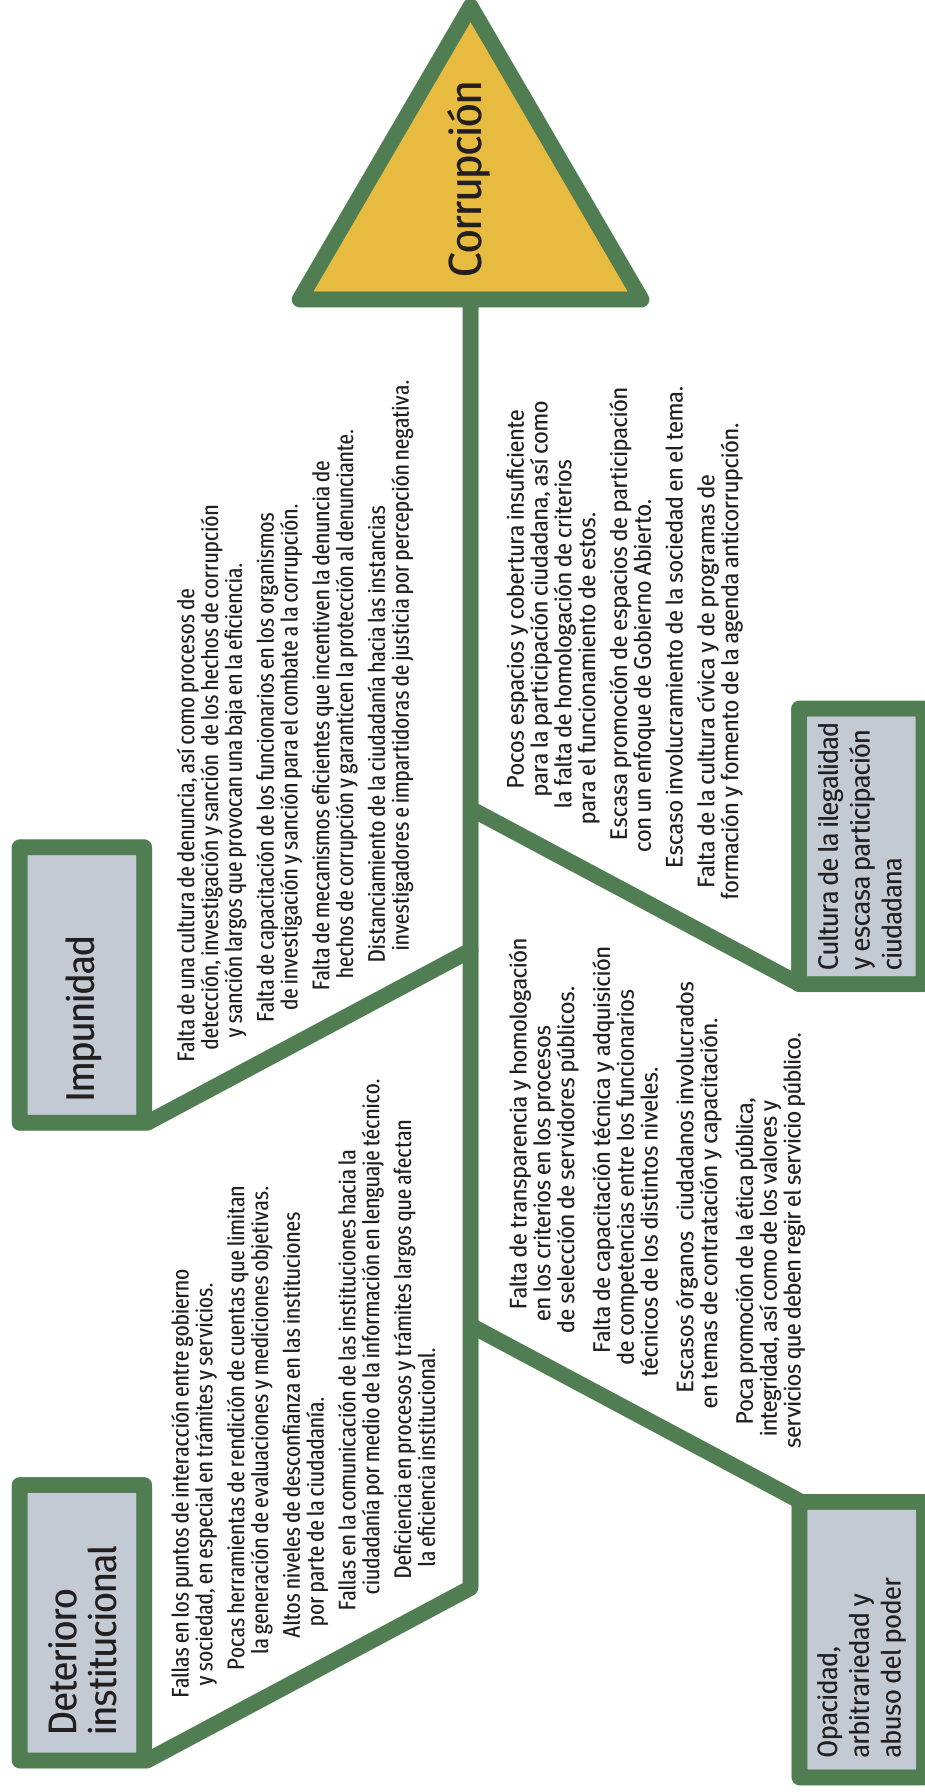 Deterioro
institucional
Fallas en los puntos de interacción entre gobierno
y sociedad, en especial en trámites y servicios.
Pocas herramientas de rendición de cuentas que limitan
la generación de evaluaciones y mediciones objetivas.
Altos niveles de desconfianza en las instituciones
por parte de la ciudadanía.
Fallas en la comunicación de las instituciones hacia la
ciudadanía por medio de la información en lenguaje técnico.
Deficiencia en procesos y trámites largos que afectan
la eficiencia institucional.
Impunidad
Falta de una cultura de denuncia, así como procesos de
detección, investigación y sanción de los hechos de corrupción
y sanción largos que provocan una baja en la eficiencia.
Falta de capacitación de los funcionarios en los organismos
de investigación y sanción para el combate a la corrupción.
Falta de mecanismos eficientes que incentiven la denuncia de
hechos de corrupción y garanticen la protección al denunciante.
Distanciamiento de la ciudadanía hacia las instancias
investigadores e impartidoras de justicia por percepción negativa.
Corrupción
Falta de transparencia y homologación
en los criterios en los procesos
de selección de servidores públicos.
Falta de capacitación técnica y adquisición
de competencias entre los funcionarios
técnicos de los distintos niveles.
Escasos órganos ciudadanos involucrados
en temas de contratación y capacitación.
Poca promoción de la ética pública,
integridad, así como de los valores y
servicios que deben regir el servicio público.
Opacidad,
arbitrariedad y
abuso del poder
Pocos espacios y cobertura insuficiente
para la participación ciudadana, así como
la falta de homologación de criterios
para el funcionamiento de estos.
Escasa promoción de espacios de participación
con un enfoque de Gobierno Abierto.
Escaso involucramiento de la sociedad en el tema.
Falta de la cultura cívica y de programas de
formación y fomento de la agenda anticorrupción.
Cultura de la ilegalidad
y escasa participación
ciudadana